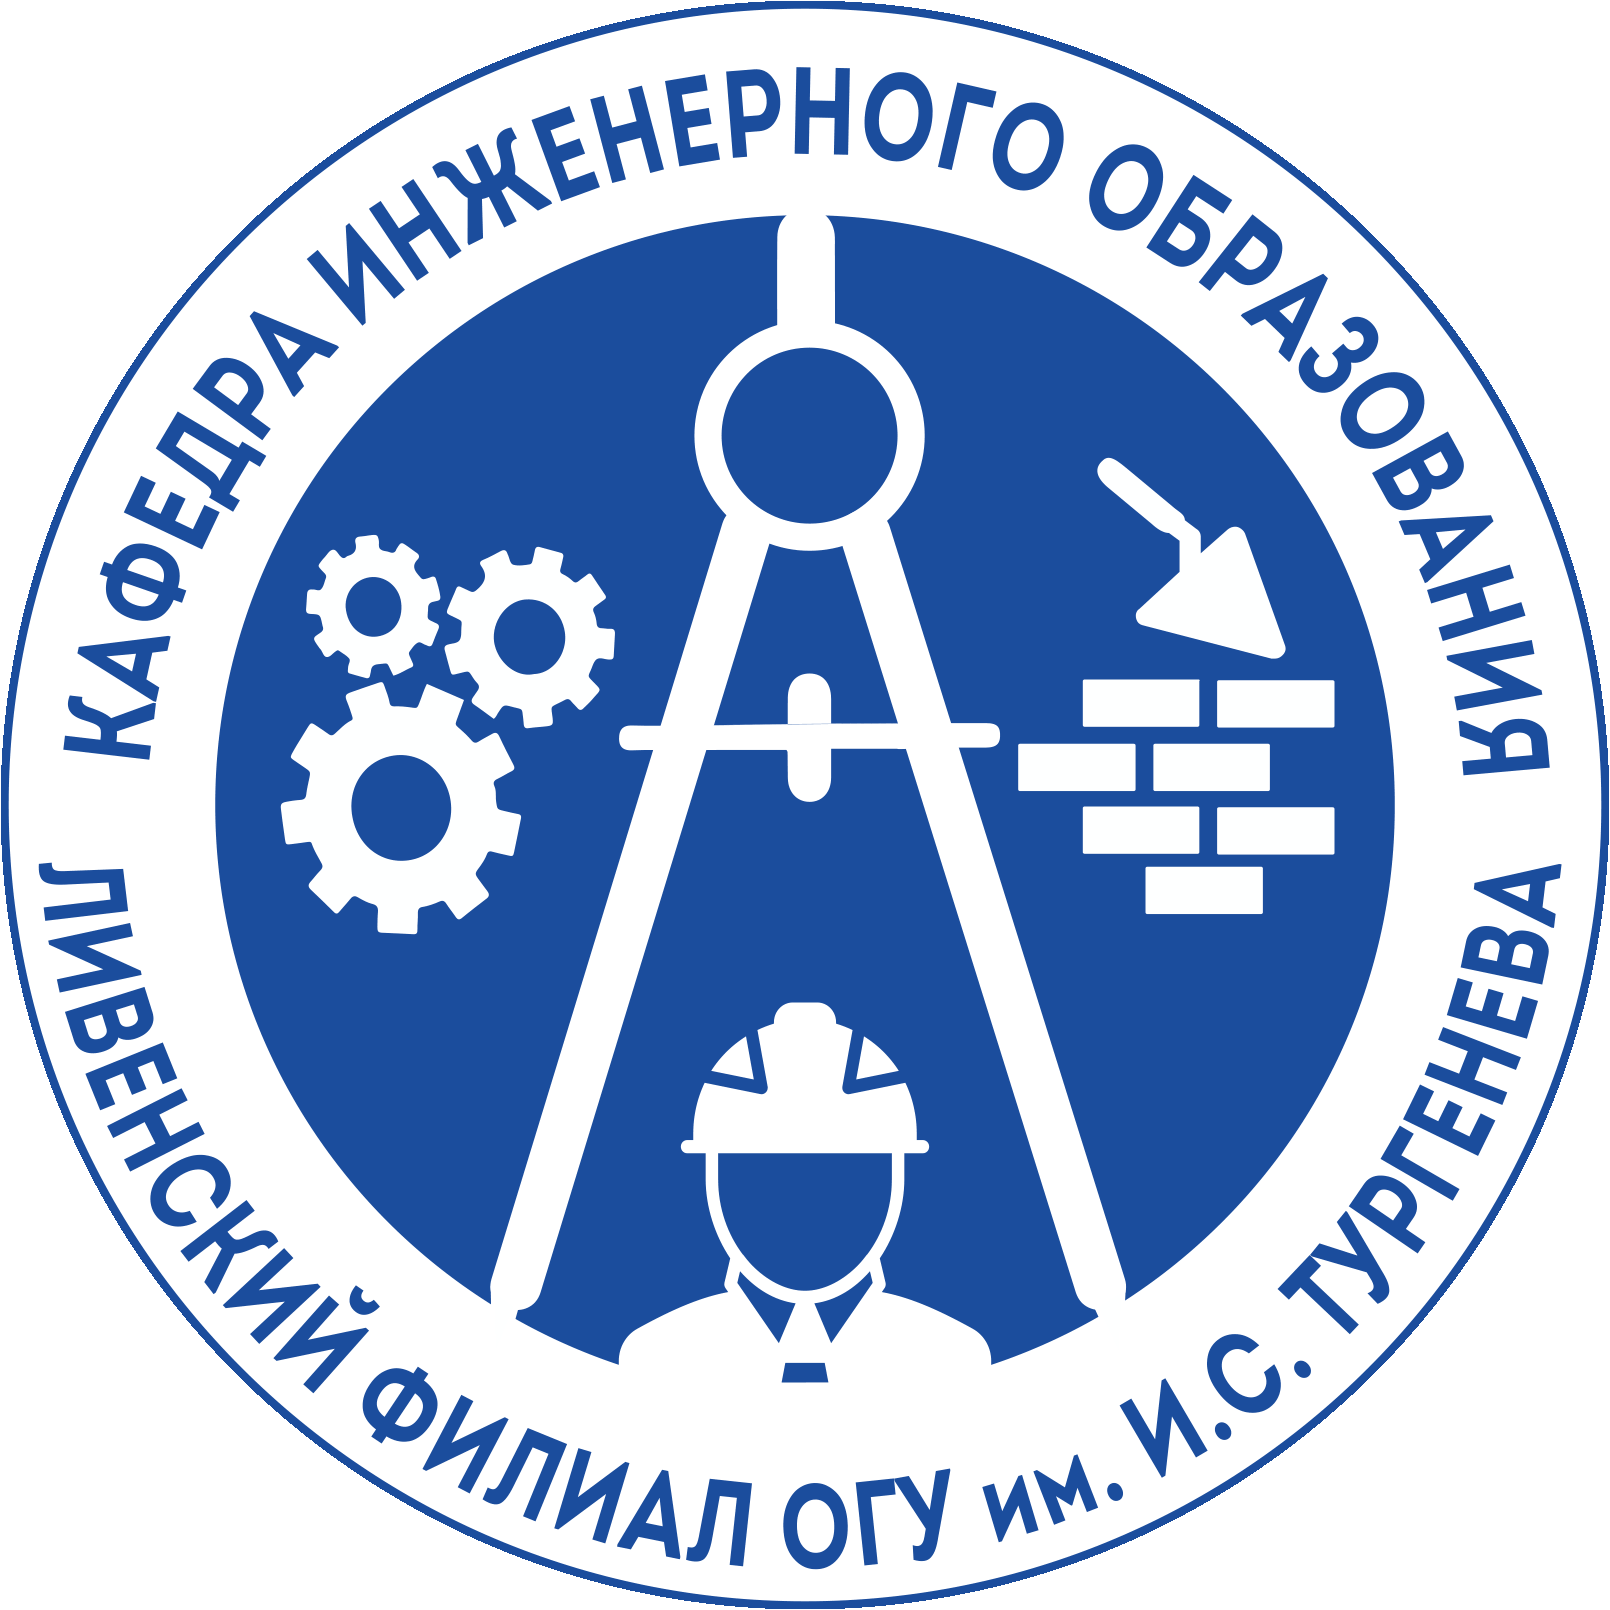 КАФЕДРА ИНЖЕНЕРНОГО ОБРАЗОВАНИЯ
ЛИВЕНСКИЙ ФИЛИАЛ ОГУ им. И.С. ТУРГЕНЕВА